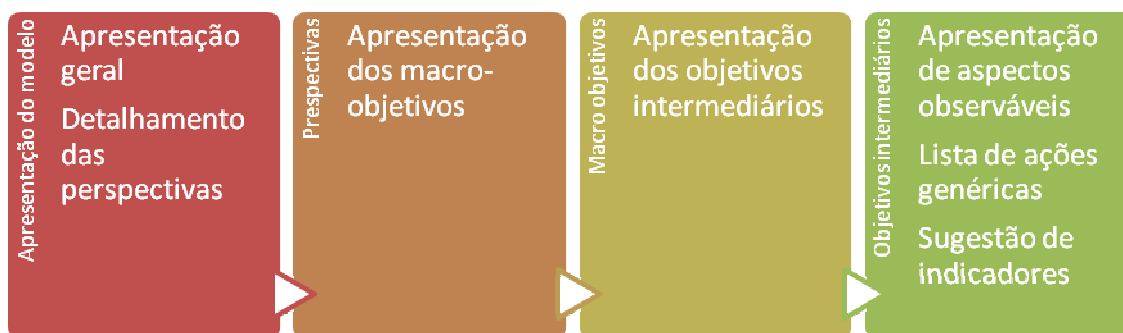 Apresentação do modelo
Apresentação
geral
Detalhamento
das
perspectivas
Prespectivas
Apresentação
dos macro-
objetivos
Macro objetivos
Apresentação
dos objetivos
intermediários
Objetivos intermediários
Apresentação
de aspectos
observáveis
Lista de ações
genéricas
Sugestão de
indicadores